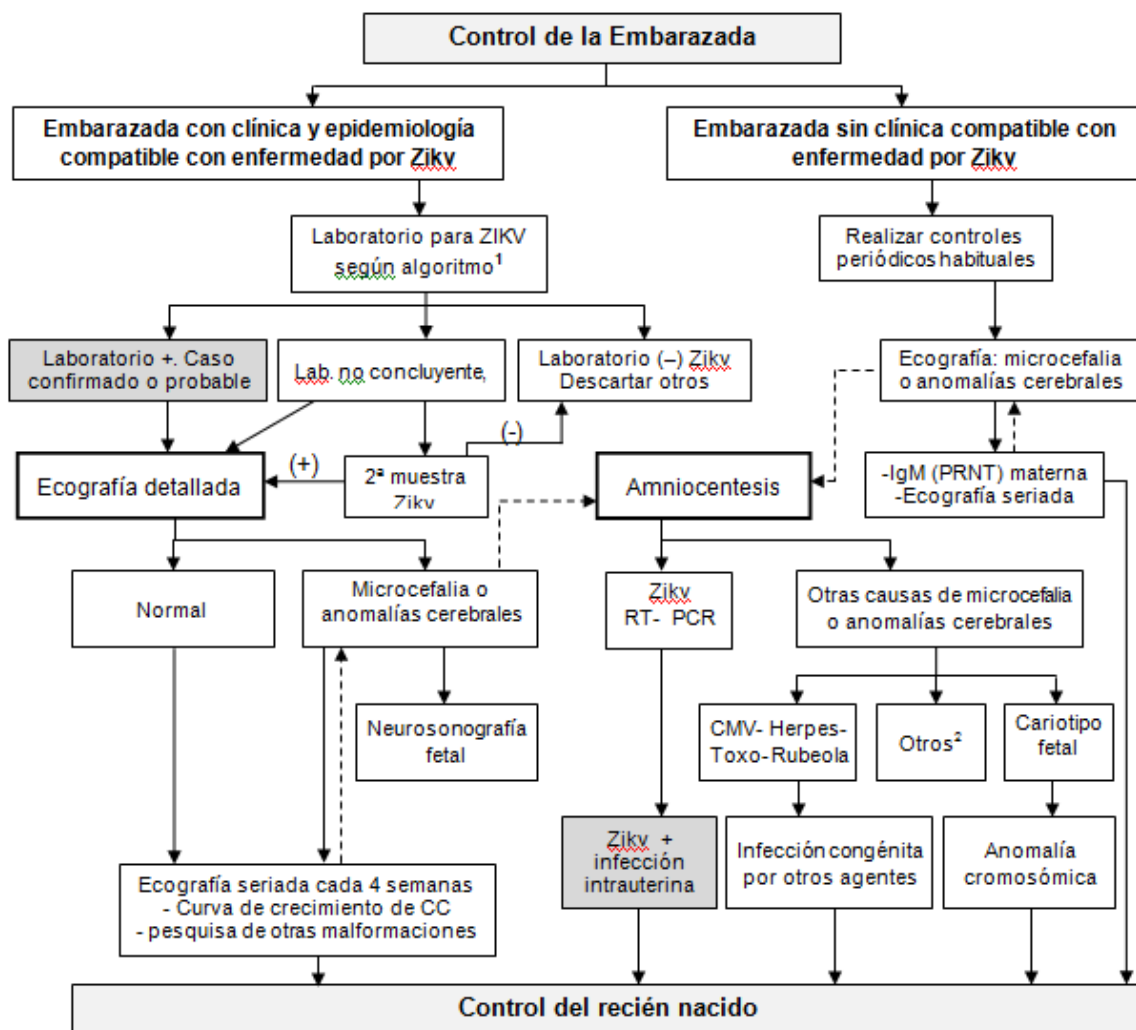 Control de la Embarazada
Embarazada con clínica y epidemiología
compatible con enfermedad por Zikv
Embarazada sin clínica compatible con
enfermedad por Zikv
Laboratorio para ZIKV
según algoritmo¹
Realizar controles
periódicos habituales
Laboratorio +. Caso
confirmado o probable
Lab. no concluyente,
Laboratorio (–) Zikv
Descartar otros
Ecografía: microcefalia
o anomalías cerebrales
(+)
(-)
Ecografía detallada
2ª muestra
Zikv
Amniocentesis
-IgM (PRNT) materna
-Ecografía seriada
Normal
Microcefalia o
anomalías cerebrales
Zikv
RT- PCR
Otras causas de microcefalia
o anomalías cerebrales
Neurosonografía
fetal
CMV- Herpes-
Toxo-Rubeola
Otros²
Cariotipo
fetal
Zikv +
infección
intrauterina
Infección congénita
por otros agentes
Anomalía
cromosómica
Ecografía seriada cada 4 semanas
- Curva de crecimiento de CC
- pesquisa de otras malformaciones
Control del recién nacido